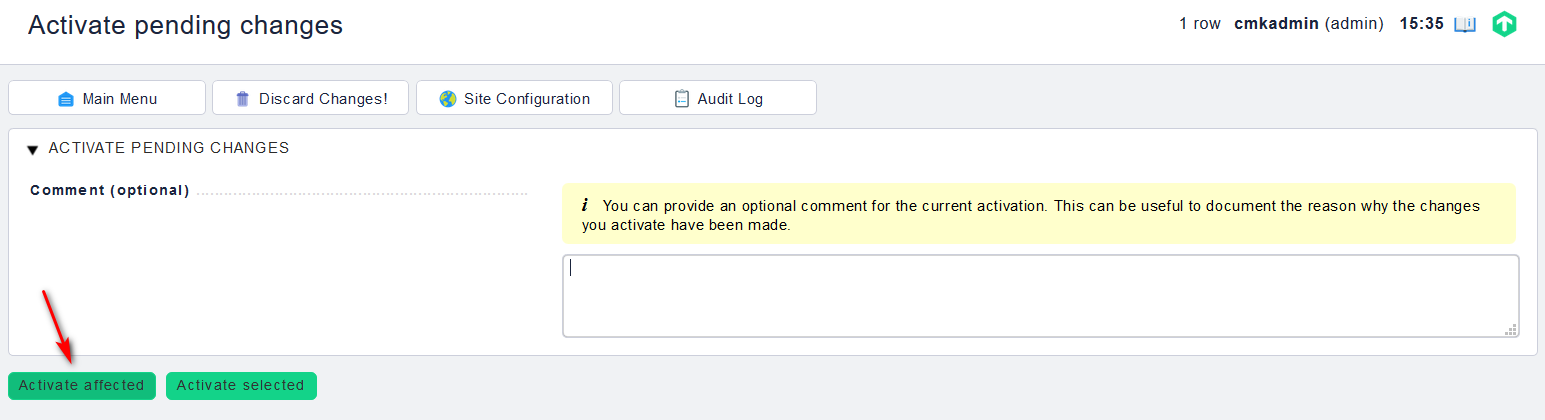 Activate pending changes
1 row cmkadmin (admin) 15:35
Main Menu
Discard Changes!
Site Configuration
Audit Log
ACTIVATE PENDING CHANGES
Comment (optional)
i You can provide an optional comment for the current activation. This can be useful to document the reason why the changes
you activate have been made.
Activate affected
Activate selected